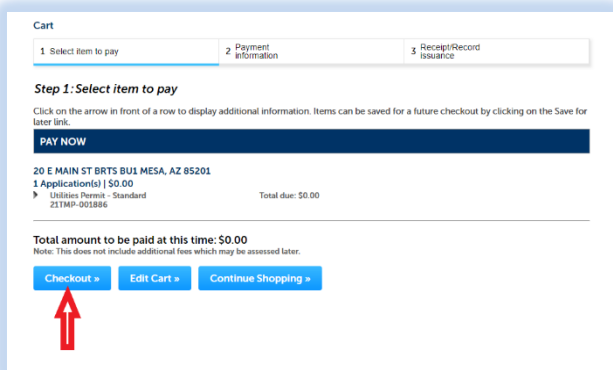 Cart
1 Select item to pay
2 Payment information
3 Receipt/Record issuance
Step 1: Select item to pay
Click on the arrow in front of a row to display additional information. Items can be saved for a future checkout by clicking on the Save for
later link.
PAY NOW
20 E MAIN ST BRTS BU1 MESA, AZ 85201
1 Application(s) | $0.00
Utilities Permit - Standard Total due: $0.00
21TMP-001886
Total amount to be paid at this time: $0.00
Note: This does not include additional fees which may be assessed later.
Checkout » Edit Cart » Continue Shopping »